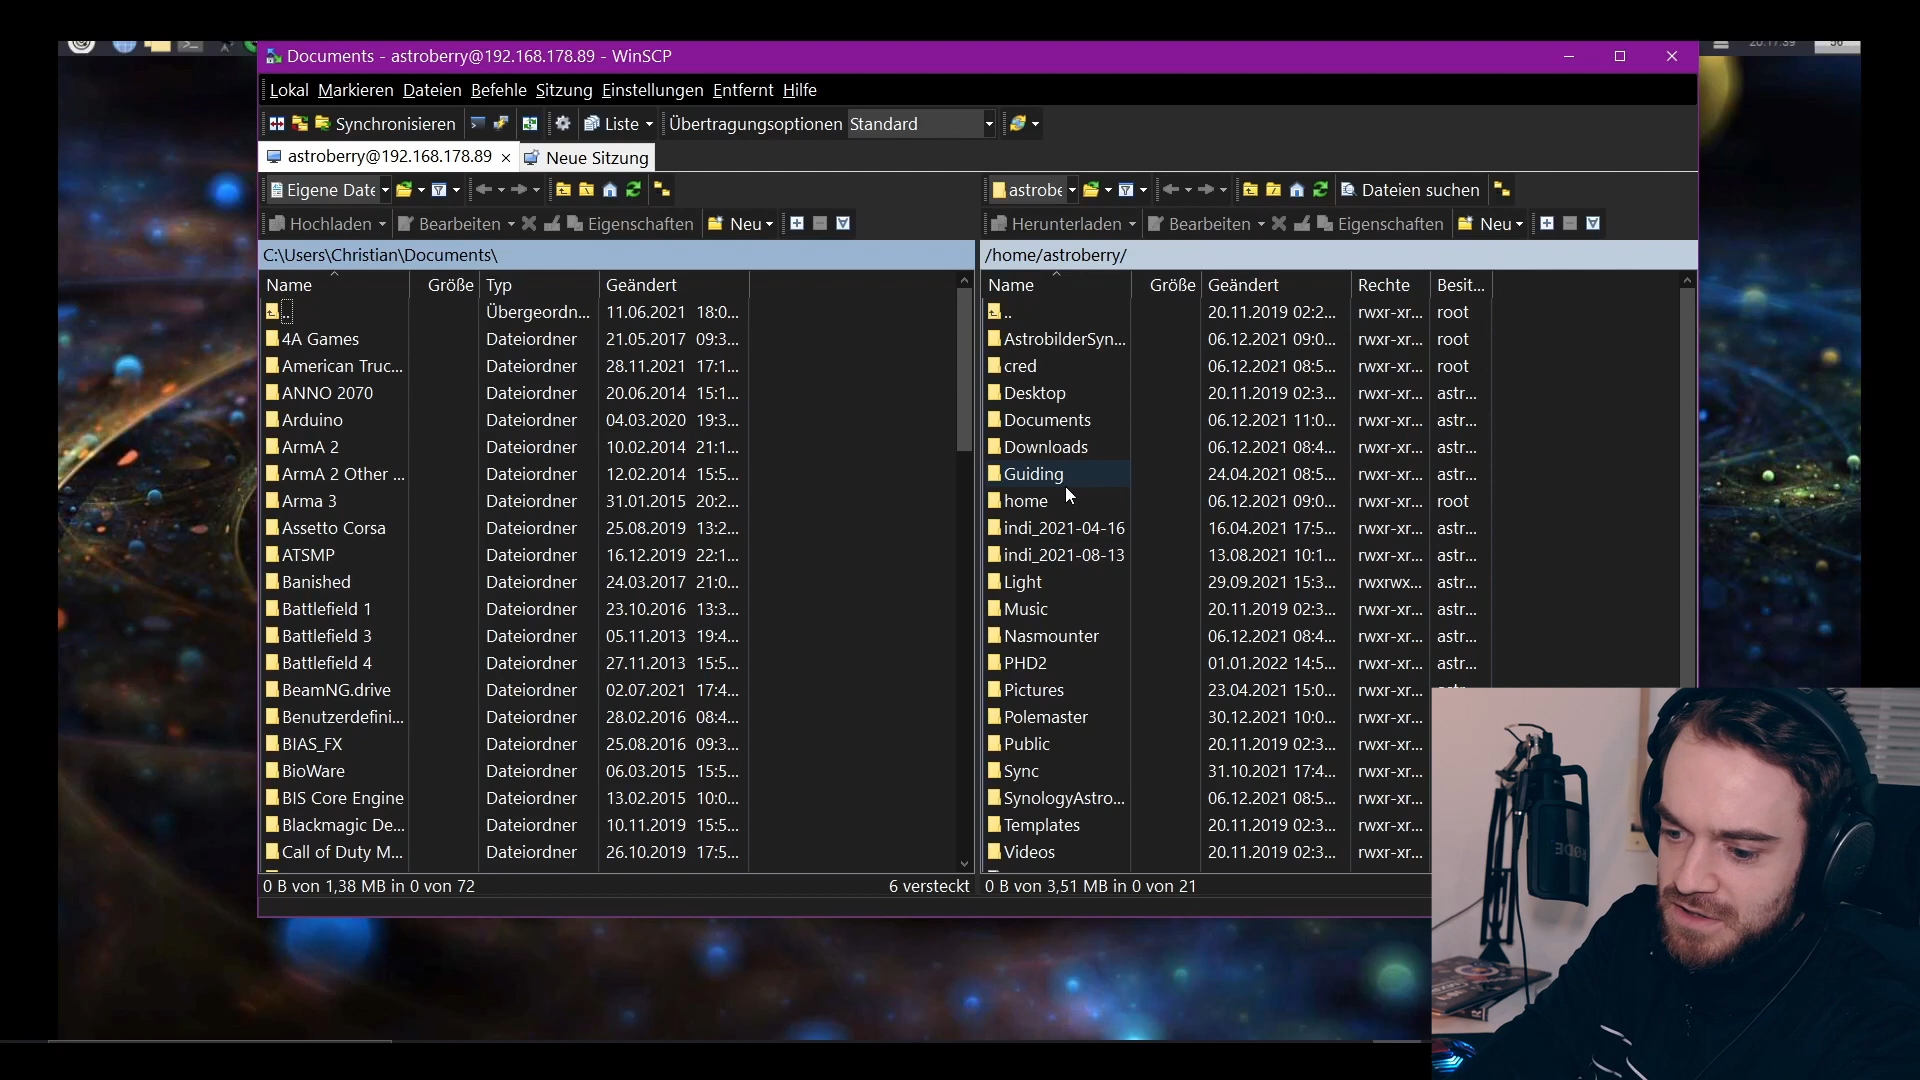 Documents - astroberry@192.168.178.89 - WinSCP
Lokal Markieren Dateien Befehle Sitzung Einstellungen Entfernt Hilfe
Synchronisieren Liste Übertragungsoptionen Standard
astroberry@192.168.178.89 × Neue Sitzung
Eigene Date astrobe Dateien suchen
Hochladen Bearbeiten Eigenschaften Neu Herunterladen Bearbeiten Eigenschaften Neu
C:\Users\Christian\Documents\ /home/astroberry/
Name Größe Typ Geändert
.. Übergeordn... 11.06.2021 18:0...
4A Games Dateiordner 21.05.2017 09:3...
American Truc... Dateiordner 28.11.2021 17:1...
ANNO 2070 Dateiordner 20.06.2014 15:1...
Arduino Dateiordner 04.03.2020 19:3...
ArmA 2 Dateiordner 10.02.2014 21:1...
ArmA 2 Other ... Dateiordner 12.02.2014 15:5...
Arma 3 Dateiordner 31.01.2015 20:2...
Assetto Corsa Dateiordner 25.08.2019 13:2...
ATSMP Dateiordner 16.12.2019 22:1...
Banished Dateiordner 24.03.2017 21:0...
Battlefield 1 Dateiordner 23.10.2016 13:3...
Battlefield 3 Dateiordner 05.11.2013 19:4...
Battlefield 4 Dateiordner 27.11.2013 15:5...
BeamNG.drive Dateiordner 02.07.2021 17:4...
Benutzerdefini... Dateiordner 28.02.2016 08:4...
BIAS_FX Dateiordner 25.08.2016 09:3...
BioWare Dateiordner 06.03.2015 15:5...
BIS Core Engine Dateiordner 13.02.2015 10:0...
Blackmagic De... Dateiordner 10.11.2019 15:5...
Call of Duty M... Dateiordner 26.10.2019 17:5...
0 B von 1,38 MB in 0 von 72 6 versteckt
Name Größe Geändert Rechte Besit...
.. 20.11.2019 02:2... rwxr-xr... root
AstrobilderSyn... 06.12.2021 09:0... rwxr-xr... root
cred 06.12.2021 08:5... rwxr-xr... root
Desktop 20.11.2019 02:3... rwxr-xr... astr...
Documents 06.12.2021 11:0... rwxr-xr... astr...
Downloads 06.12.2021 08:4... rwxr-xr... astr...
Guiding 24.04.2021 08:5... rwxr-xr... astr...
home 06.12.2021 09:0... rwxr-xr... root
indi_2021-04-16 16.04.2021 17:5... rwxr-xr... astr...
indi_2021-08-13 13.08.2021 10:1... rwxr-xr... astr...
Light 29.09.2021 15:3... rwxrwx... astr...
Music 20.11.2019 02:3... rwxr-xr... astr...
Nasmounter 06.12.2021 08:4... rwxr-xr... astr...
PHD2 01.01.2022 14:5... rwxr-xr... astr...
Pictures 23.04.2021 15:0... rwxr-xr...
Polemaster 30.12.2021 10:0... rwxr-xr...
Public 20.11.2019 02:3... rwxr-xr...
Sync 31.10.2021 17:4... rwxr-xr...
SynologyAstro... 06.12.2021 08:5... rwxr-xr...
Templates 20.11.2019 02:3... rwxr-xr...
Videos 20.11.2019 02:3... rwxr-xr...
0 B von 3,51 MB in 0 von 21
RØDE